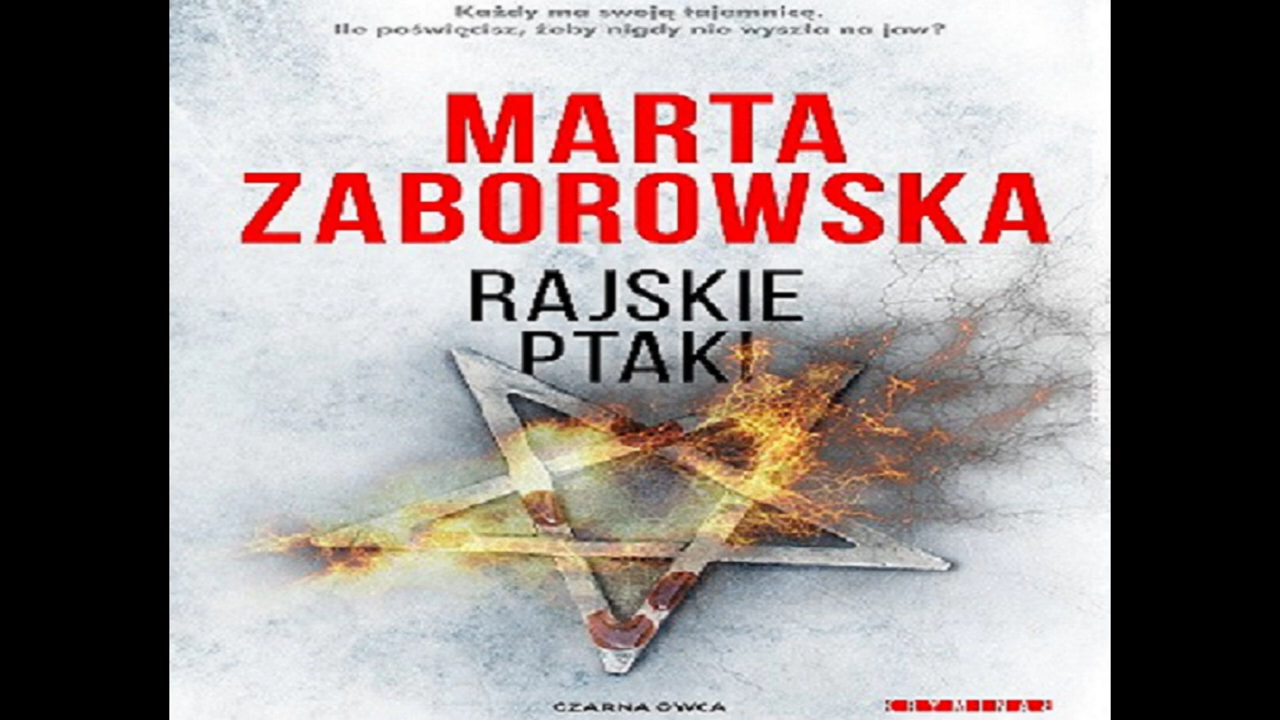 Każdy ma swoją tajemnicę.
Ile poświęcisz, żeby nigdy nie wyszła na jaw?
MARTA
ZABOROWSKA
RAJSKIE
PTAKI
CZARNA OWCA
KRYMINAŁ